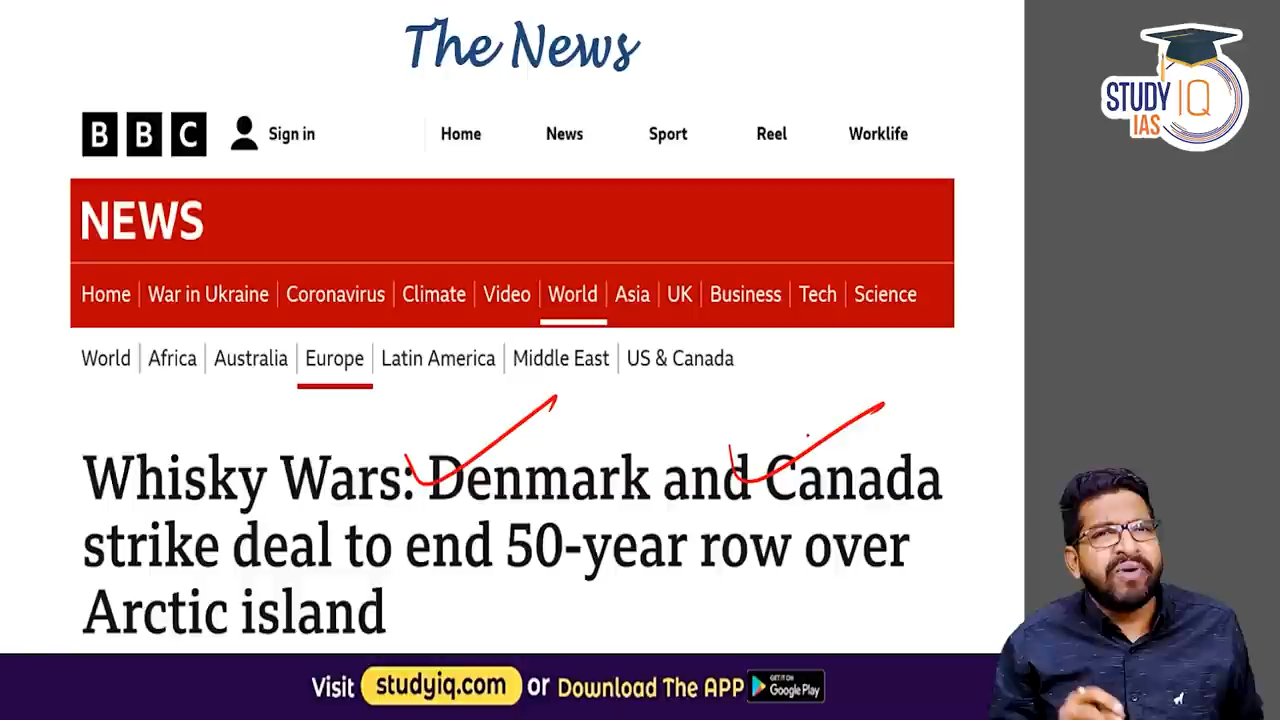 The News
STUDY IQ
IAS
BBC Sign in Home News Sport Reel Worklife
NEWS
Home War in Ukraine Coronavirus Climate Video World Asia UK Business Tech Science
World Africa Australia Europe Latin America Middle East US & Canada
Whisky Wars: Denmark and Canada
strike deal to end 50-year row over
Arctic island
Visit studyiq.com or Download The APP GET IT ON Google Play